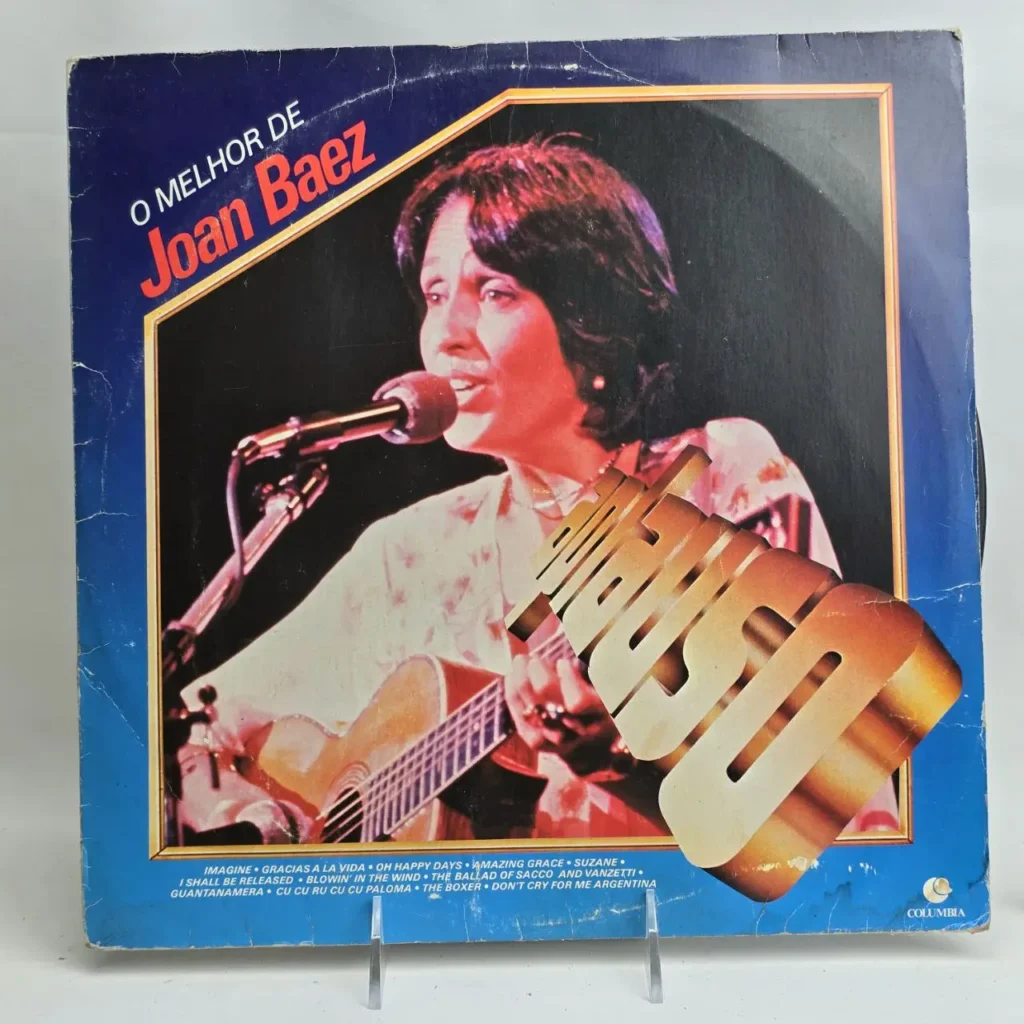 O MELHOR DE
Joan Baez
aplauso
IMAGINE • GRACIAS A LA VIDA • OH HAPPY DAYS • AMAZING GRACE • SUZANE •
I SHALL BE RELEASED • BLOWIN' IN THE WIND • THE BALLAD OF SACCO AND VANZETTI •
GUANTANAMERA • CU CU RU CU CU PALOMA • THE BOXER • DON'T CRY FOR ME ARGENTINA
COLUMBIA